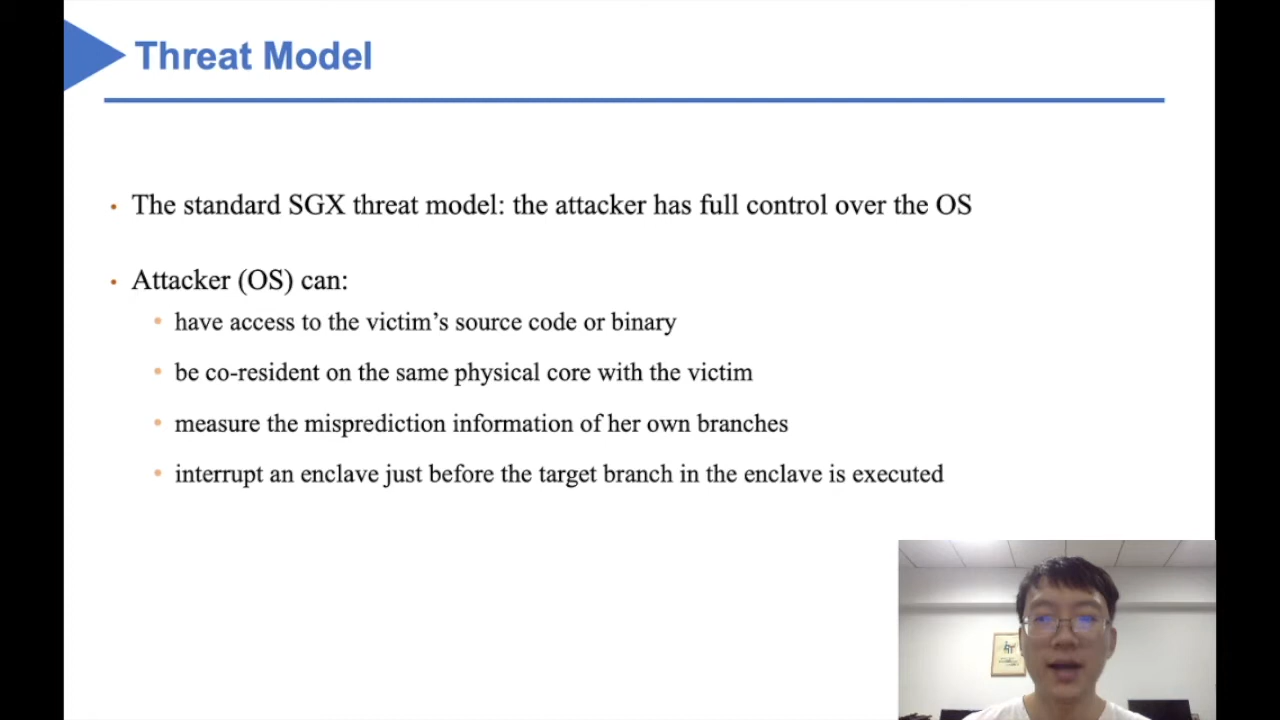 Threat Model
• The standard SGX threat model: the attacker has full control over the OS
• Attacker (OS) can:
• have access to the victim’s source code or binary
• be co-resident on the same physical core with the victim
• measure the misprediction information of her own branches
• interrupt an enclave just before the target branch in the enclave is executed